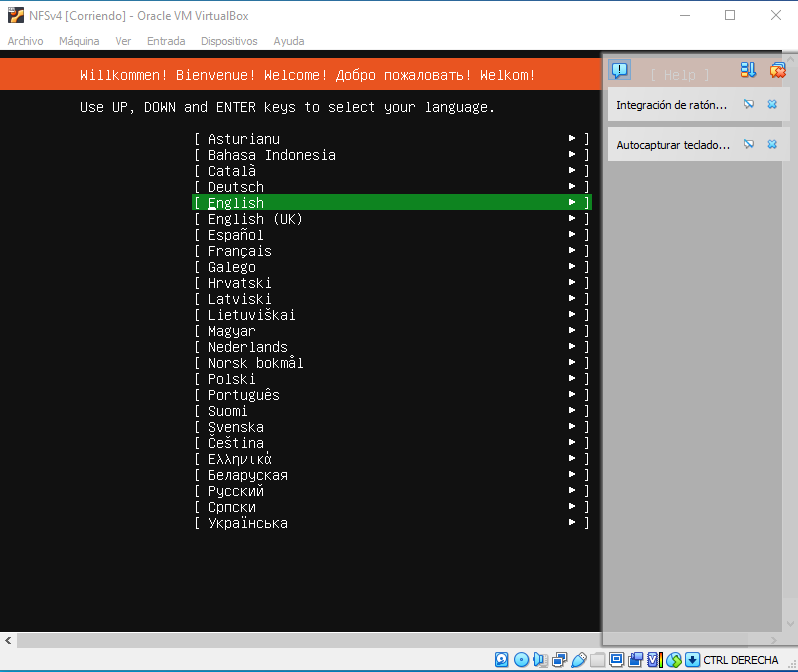 NFSv4 [Corriendo] - Oracle VM VirtualBox
Archivo Máquina Ver Entrada Dispositivos Ayuda
Willkommen! Bienvenue! Welcome! Добро пожаловать! Welkom! [ Help ]
Use UP, DOWN and ENTER keys to select your language.
Integración de ratón...
Autocapturar teclado...
[ Asturianu ▸ ]
[ Bahasa Indonesia ▸ ]
[ Català ▸ ]
[ Deutsch ▸ ]
[ English ▸ ]
[ English (UK) ▸ ]
[ Español ▸ ]
[ Français ▸ ]
[ Galego ▸ ]
[ Hrvatski ▸ ]
[ Latviski ▸ ]
[ Lietuviškai ▸ ]
[ Magyar ▸ ]
[ Nederlands ▸ ]
[ Norsk bokmål ▸ ]
[ Polski ▸ ]
[ Português ▸ ]
[ Suomi ▸ ]
[ Svenska ▸ ]
[ Čeština ▸ ]
[ Ελληνικά ▸ ]
[ Беларуская ▸ ]
[ Русский ▸ ]
[ Српски ▸ ]
[ Українська ▸ ]
CTRL DERECHA